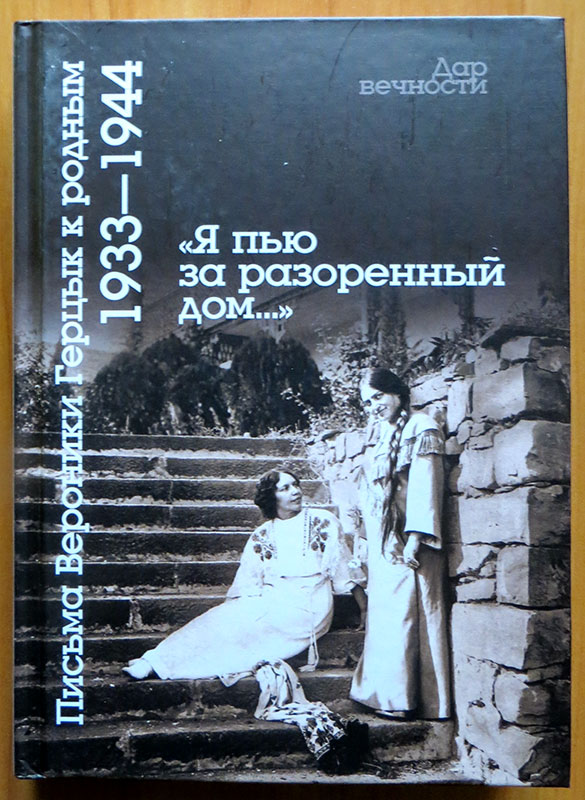 Дар
вечности
«Я пью
за разоренный
дом...»
Письма Вероники Герцык к родным
1933—1944